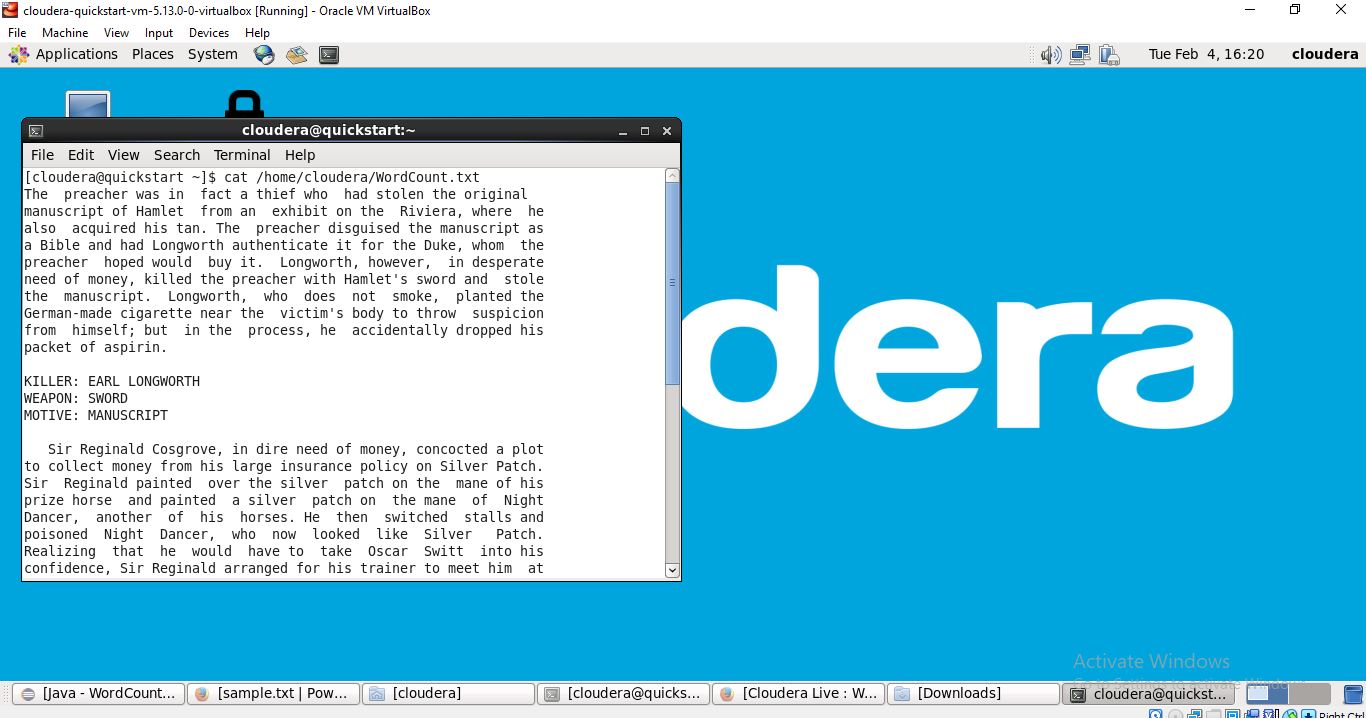 cloudera-quickstart-vm-5.13.0-0-virtualbox [Running] - Oracle VM VirtualBox
File Machine View Input Devices Help
Applications Places System Tue Feb 4, 16:20 cloudera
cloudera@quickstart:~
File Edit View Search Terminal Help
[cloudera@quickstart ~]$ cat /home/cloudera/WordCount.txt
The preacher was in fact a thief who had stolen the original
manuscript of Hamlet from an exhibit on the Riviera, where he
also acquired his tan. The preacher disguised the manuscript as
a Bible and had Longworth authenticate it for the Duke, whom the
preacher hoped would buy it. Longworth, however, in desperate
need of money, killed the preacher with Hamlet's sword and stole
the manuscript. Longworth, who does not smoke, planted the
German-made cigarette near the victim's body to throw suspicion
from himself; but in the process, he accidentally dropped his
packet of aspirin.
KILLER: EARL LONGWORTH
WEAPON: SWORD
MOTIVE: MANUSCRIPT
Sir Reginald Cosgrove, in dire need of money, concocted a plot
to collect money from his large insurance policy on Silver Patch.
Sir Reginald painted over the silver patch on the mane of his
prize horse and painted a silver patch on the mane of Night
Dancer, another of his horses. He then switched stalls and
poisoned Night Dancer, who now looked like Silver Patch.
Realizing that he would have to take Oscar Switt into his
confidence, Sir Reginald arranged for his trainer to meet him at
dera
Activate Windows
Go to Settings to activate Windows.
[Java - WordCount... [sample.txt | Pow... [cloudera] [cloudera@quicks... [Cloudera Live : W... [Downloads] cloudera@quickst...
Right Ctrl